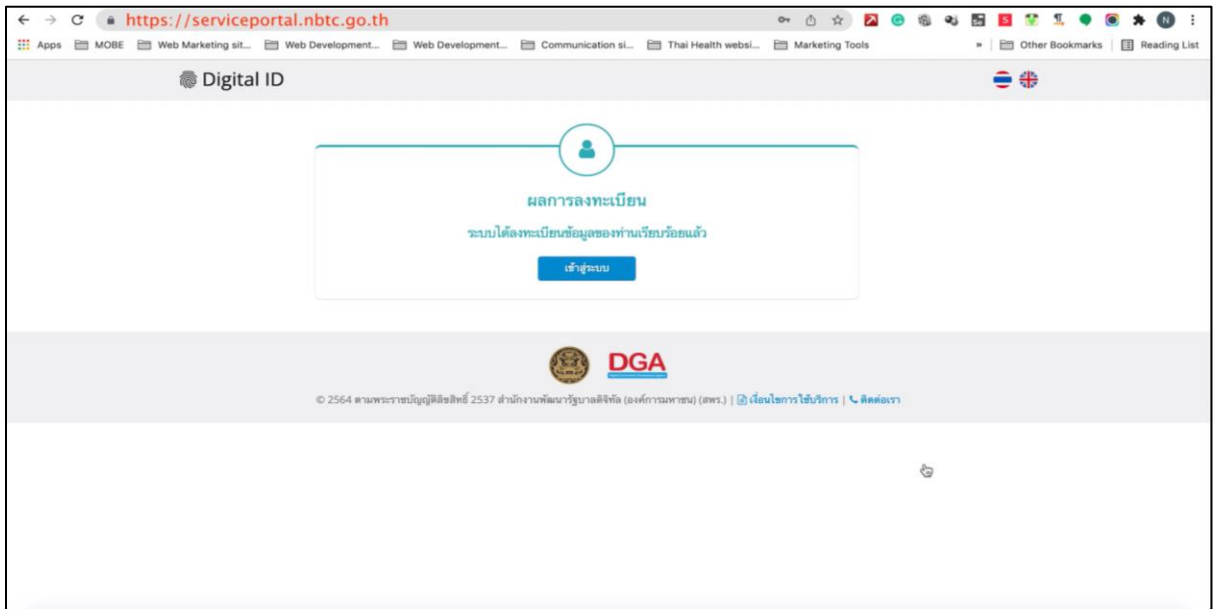 https://serviceportal.nbtc.go.th
Apps MOBE Web Marketing sit... Web Development... Web Development... Communication si... Thai Health websi... Marketing Tools » Other Bookmarks Reading List
Digital ID
ผลการลงทะเบียน
ระบบได้ลงทะเบียนข้อมูลของท่านเรียบร้อยแล้ว
เข้าสู่ระบบ
DGA
© 2564 ตามพระราชบัญญัติลิขสิทธิ์ 2537 สำนักงานพัฒนารัฐบาลดิจิทัล (องค์การมหาชน) (สพร.) | เงื่อนไขการใช้บริการ | ติดต่อเรา